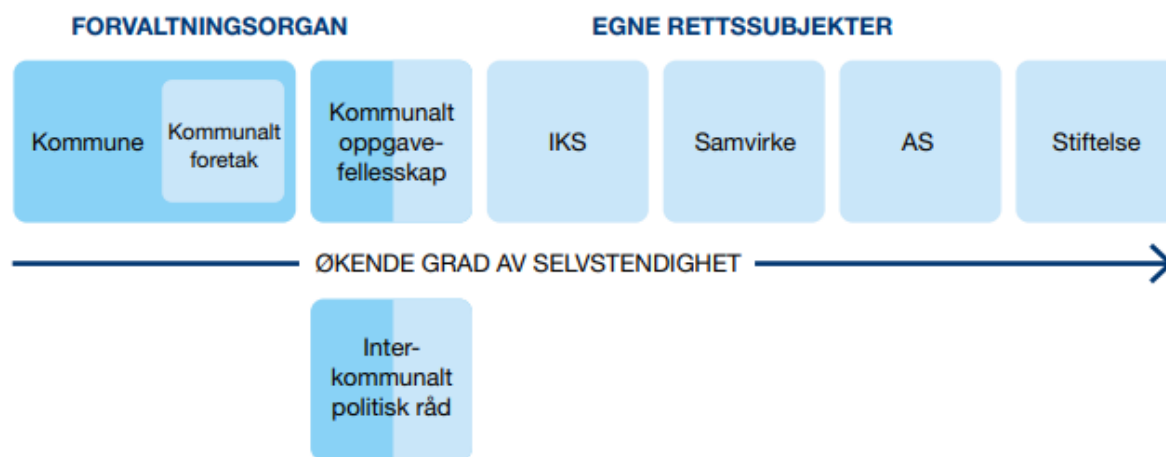 FORVALTNINGSORGAN
EGNE RETTSSUBJEKTER
Kommune
Kommunalt
foretak
Kommunalt
oppgave-
fellesskap
IKS
Samvirke
AS
Stiftelse
ØKENDE GRAD AV SELVSTENDIGHET
Inter-
kommunalt
politisk råd